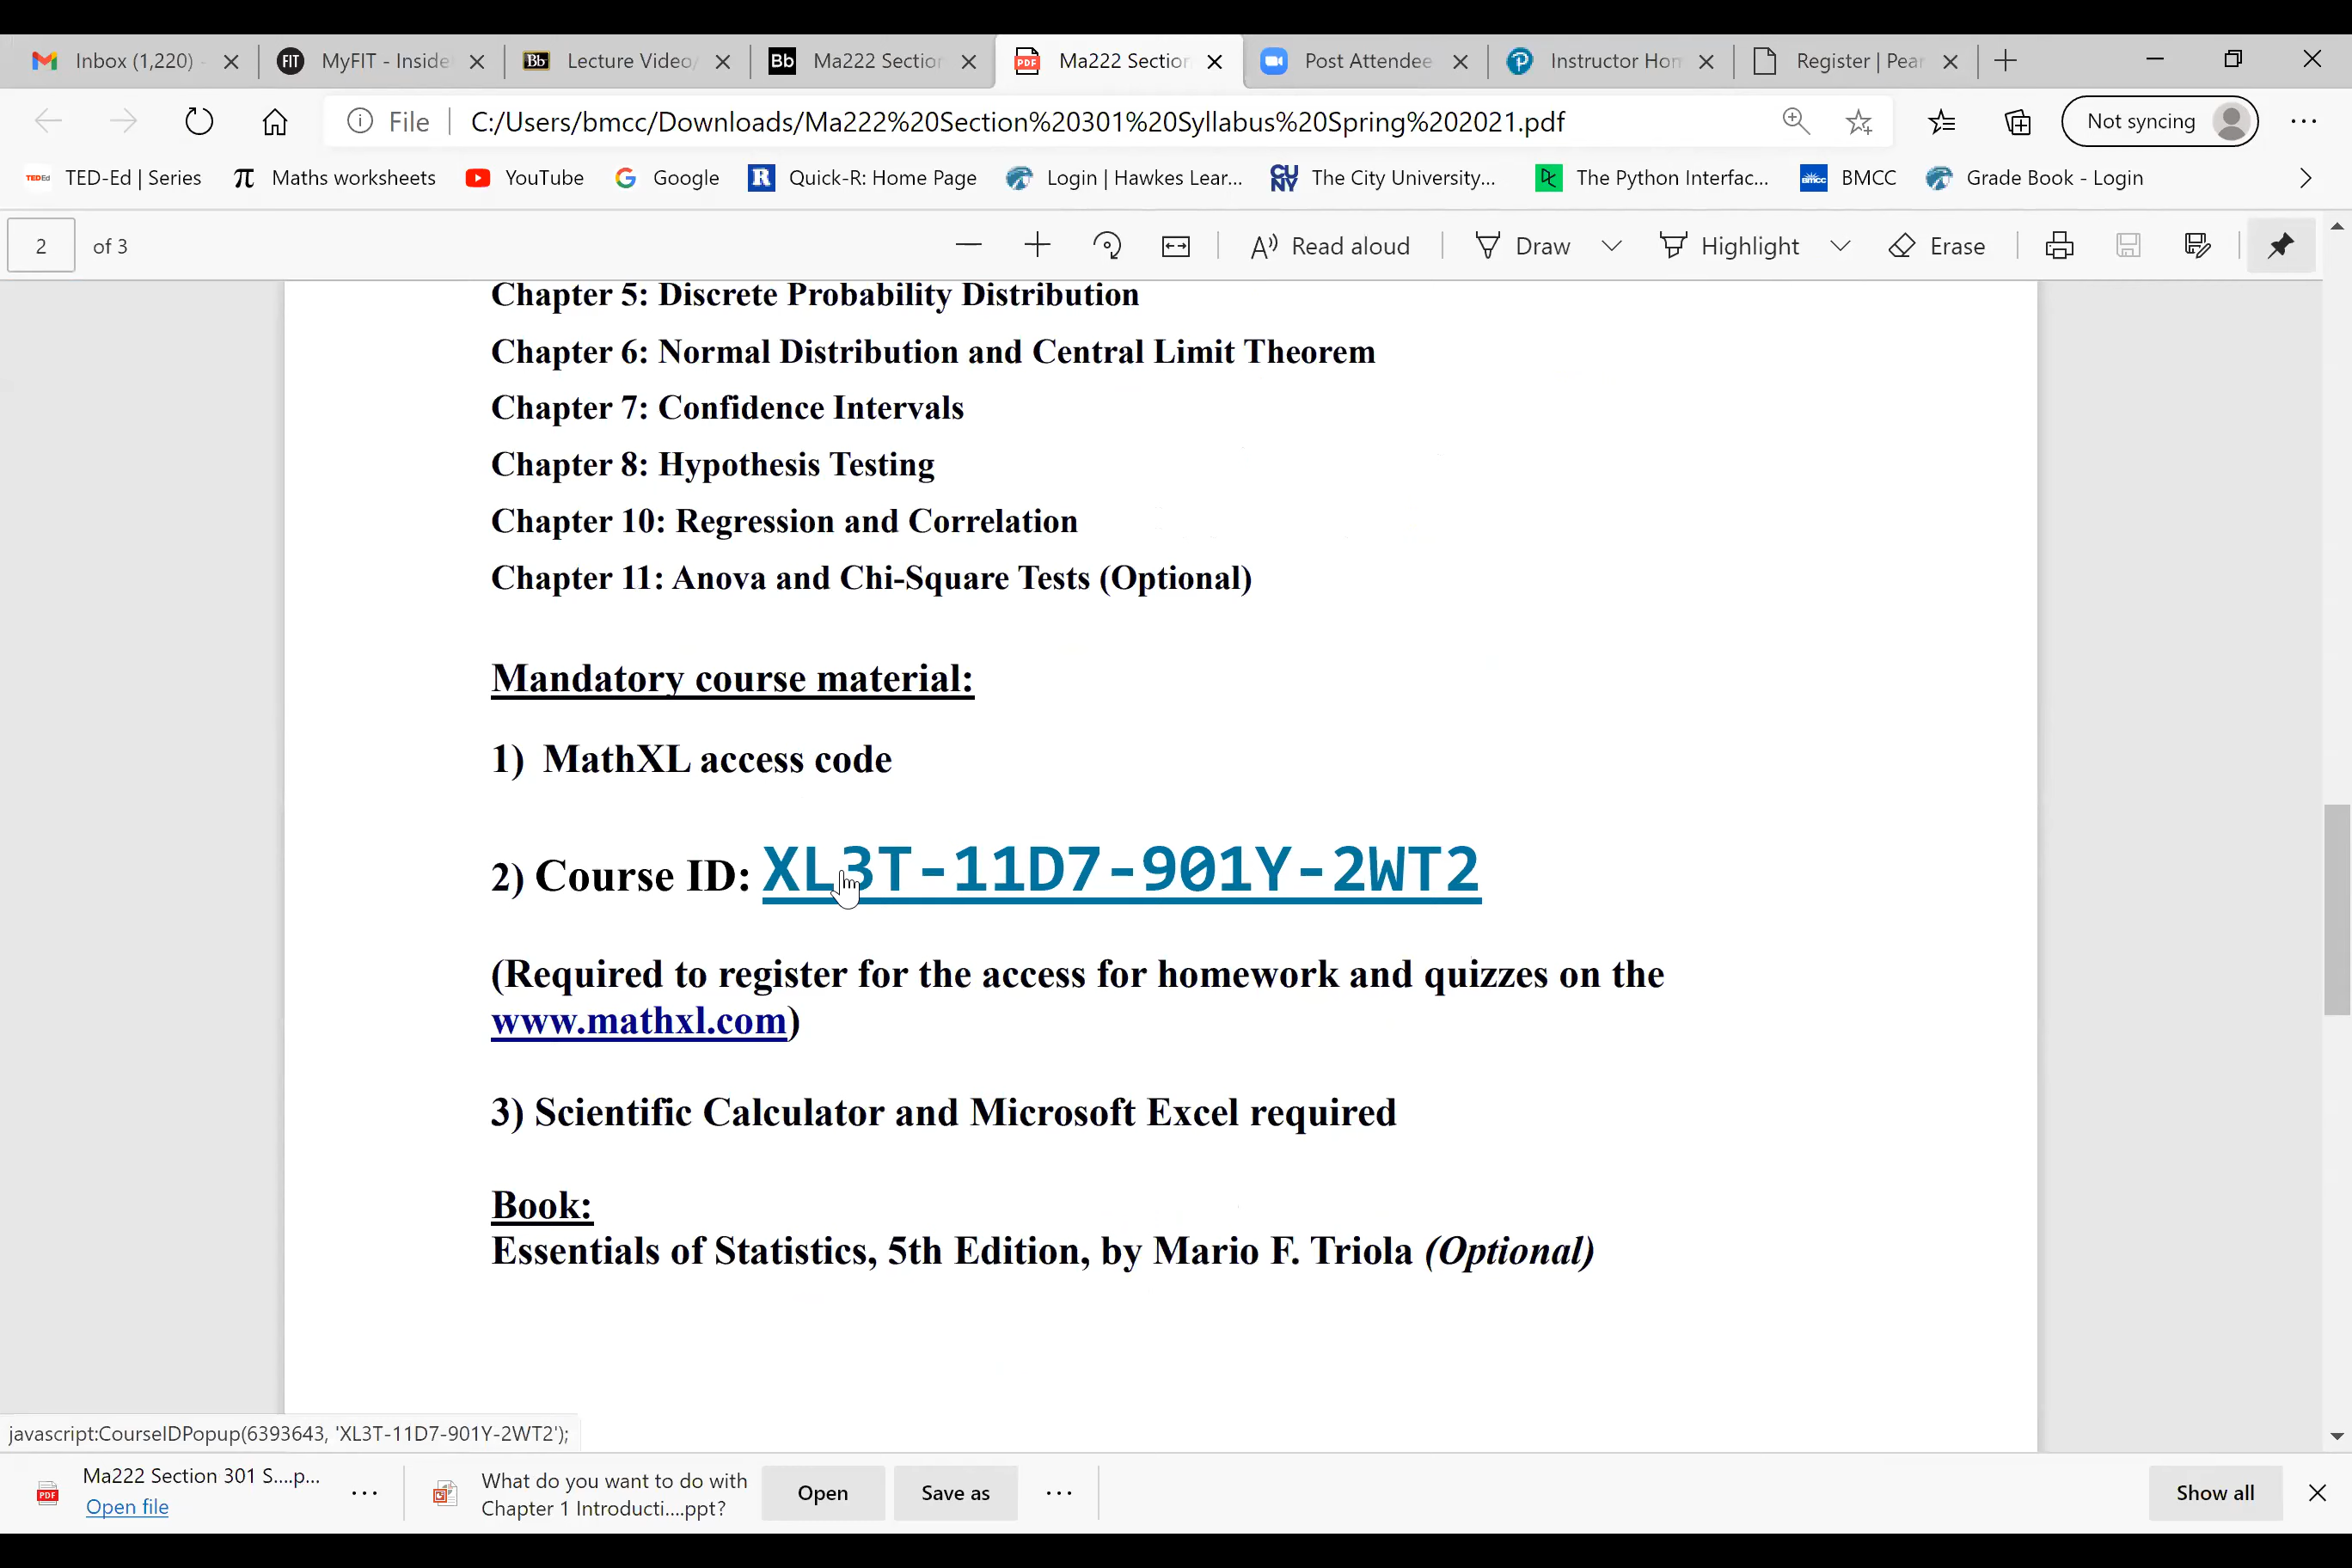 Inbox (1,220)
MyFIT - Inside
Lecture Video/
Ma222 Section
Ma222 Section
Post Attendee
Instructor Hom
Register | Pear
File
C:/Users/bmcc/Downloads/Ma222%20Section%20301%20Syllabus%20Spring%202021.pdf
Not syncing
TED-Ed | Series
Maths worksheets
YouTube
Google
Quick-R: Home Page
Login | Hawkes Lear...
The City University...
The Python Interfac...
BMCC
Grade Book - Login
2 of 3
Read aloud
Draw
Highlight
Erase
Chapter 5: Discrete Probability Distribution
Chapter 6: Normal Distribution and Central Limit Theorem
Chapter 7: Confidence Intervals
Chapter 8: Hypothesis Testing
Chapter 10: Regression and Correlation
Chapter 11: Anova and Chi-Square Tests (Optional)
Mandatory course material:
1) MathXL access code
2) Course ID: XL3T-11D7-901Y-2WT2
(Required to register for the access for homework and quizzes on the
www.mathxl.com)
3) Scientific Calculator and Microsoft Excel required
Book:
Essentials of Statistics, 5th Edition, by Mario F. Triola (Optional)
javascript:CourseIDPopup(6393643, 'XL3T-11D7-901Y-2WT2');
Ma222 Section 301 S....p...
Open file
What do you want to do with
Chapter 1 Introducti....ppt?
Open
Save as
Show all